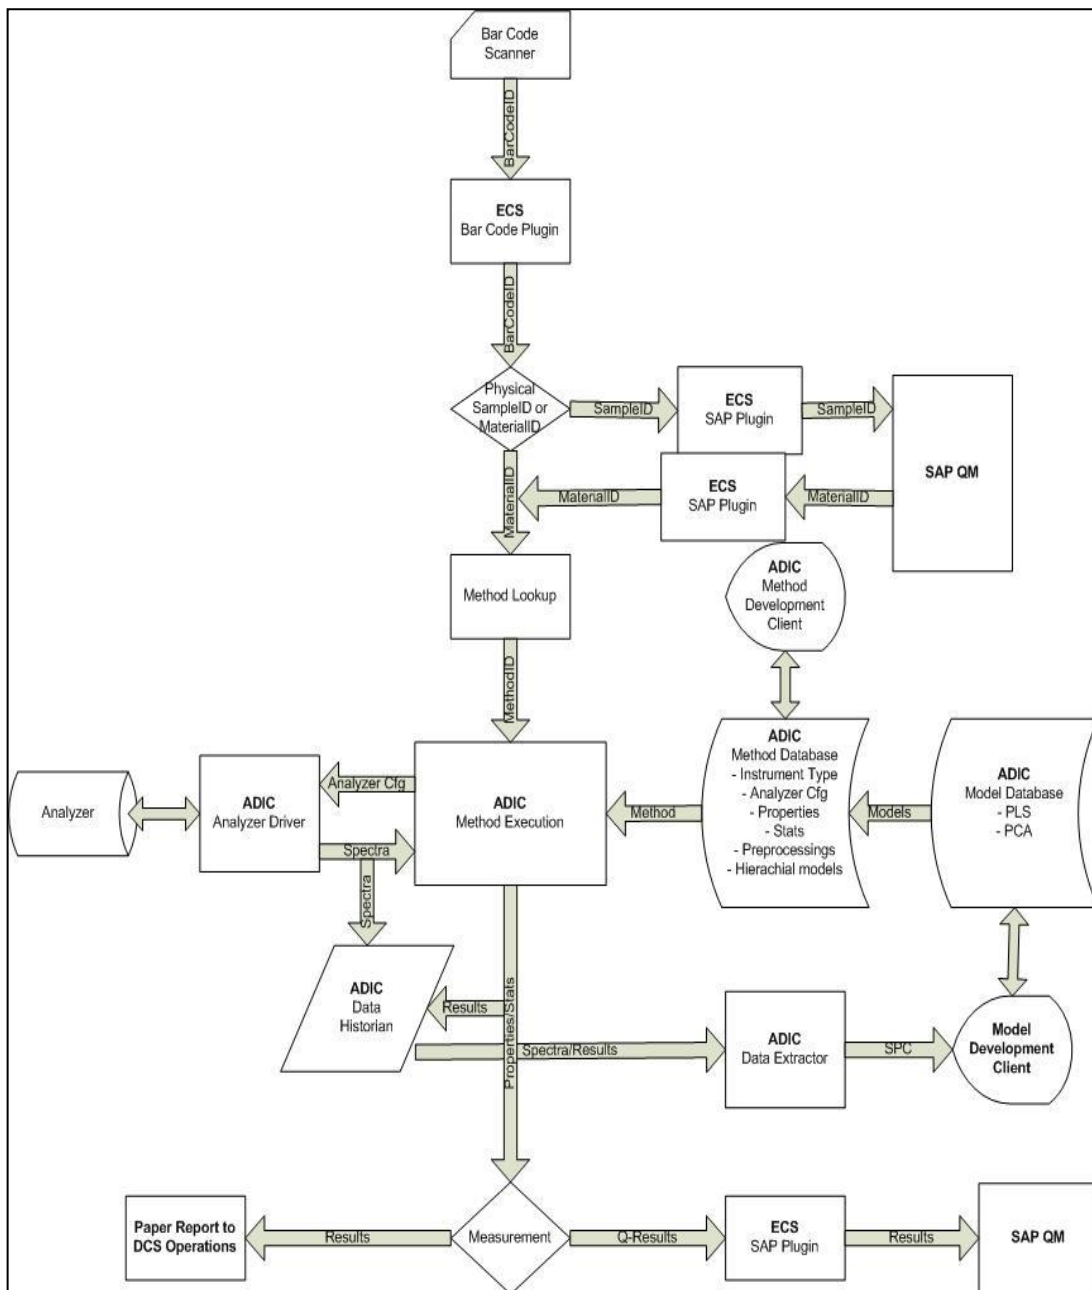 Bar Code
Scanner
BarCodeID
ECS
Bar Code Plugin
BarCodeID
Physical
SampleID or
MaterialID
SampleID
ECS
SAP Plugin
SampleID
SAP QM
MaterialID
ECS
SAP Plugin
MaterialID
MaterialID
Method Lookup
ADIC
Method
Development
Client
MethodID
Analyzer
ADIC
Analyzer Driver
Analyzer Cfg
Spectra
Spectra
ADIC
Method Execution
Method
ADIC
Method Database
- Instrument Type
- Analyzer Cfg
- Properties
- Stats
- Preprocessings
- Hierachial models
Models
ADIC
Model Database
- PLS
- PCA
ADIC
Data
Historian
Results
Properties/Stats
Spectra/Results
ADIC
Data Extractor
SPC
Model
Development
Client
Paper Report to
DCS Operations
Results
Measurement
Q-Results
ECS
SAP Plugin
Results
SAP QM